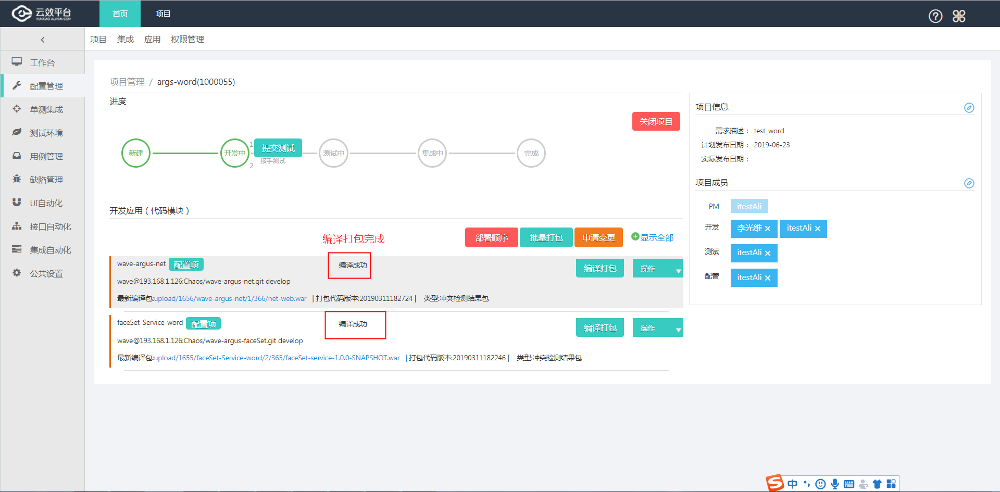 云效平台
YUNXIAO.ALIYUN.COM
首页
项目
项目 集成 应用 权限管理
工作台
配置管理
单测集成
测试环境
用例管理
缺陷管理
UI自动化
接口自动化
集成自动化
公共设置
项目管理 / args-word(1000055)
进度
关闭项目
新建
开发中
1
提交测试
接手测试
2
测试中
集成中
完成
开发应用（代码模块）
编译打包完成
部署顺序 批量打包 申请变更 显示全部
wave-argus-net 配置项 编译成功 编译打包 操作
wave@193.168.1.126:Chaos/wave-argus-net.git develop
最新编译包:upload/1656/wave-argus-net/1/366/net-web.war | 打包代码版本:20190311182724 | 类型:冲突检测结果包
faceSet-Service-word 配置项 编译成功 编译打包 操作
wave@193.168.1.126:Chaos/wave-argus-faceSet.git develop
最新编译包:upload/1655/faceSet-Service-word/2/365/faceSet-service-1.0.0-SNAPSHOT.war | 打包代码版本:20190311182246 | 类型:冲突检测结果包
项目信息
需求描述： test_word
计划发布日期： 2019-06-23
实际发布日期：
项目成员
PM itestAli
开发 李光维 × itestAli ×
测试 itestAli ×
配管 itestAli ×
S 中